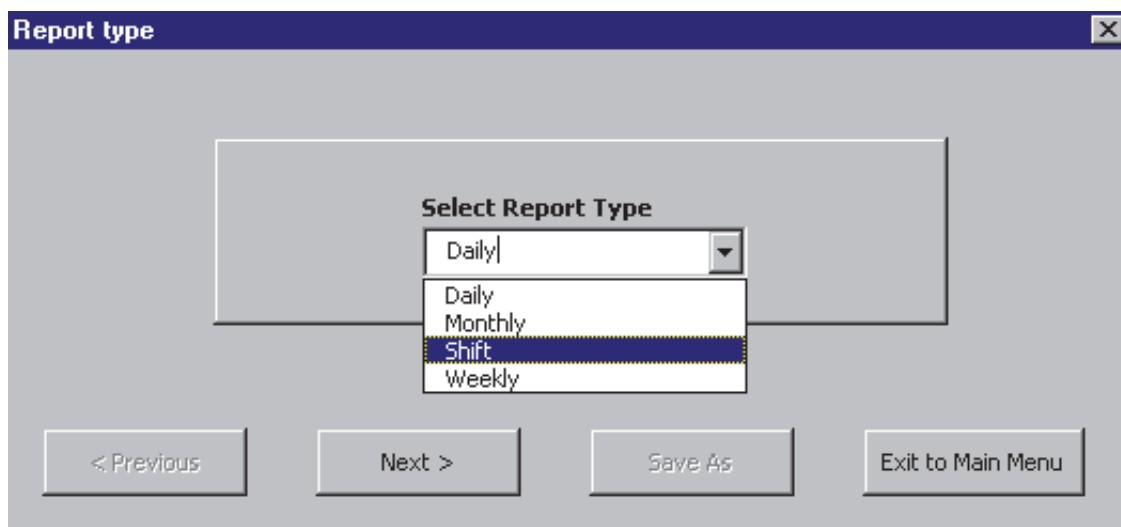 Report type
Select Report Type
Daily
Daily
Monthly
Shift
Weekly
< Previous
Next >
Save As
Exit to Main Menu